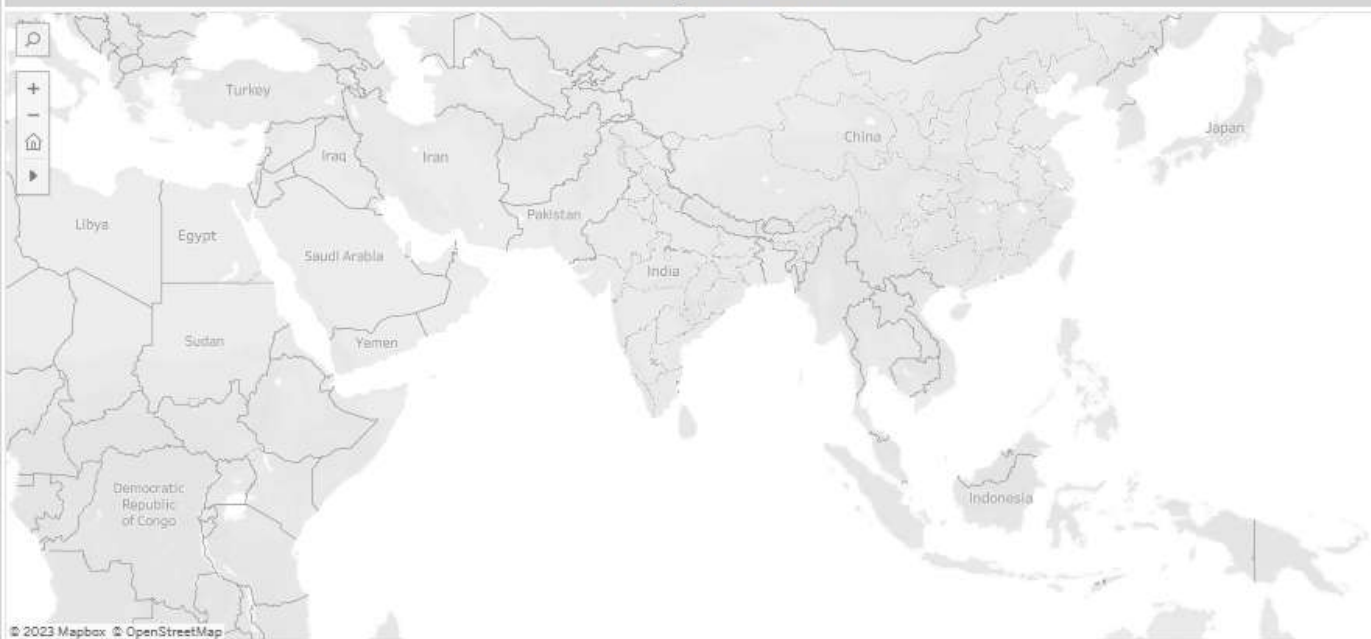 Turkey
China
Japan
Iraq
Iran
Pakistan
Libya
Egypt
Saudi Arabia
India
Sudan
Yemen
Democratic
Republic
of Congo
Indonesia
© 2023 Mapbox © OpenStreetMap